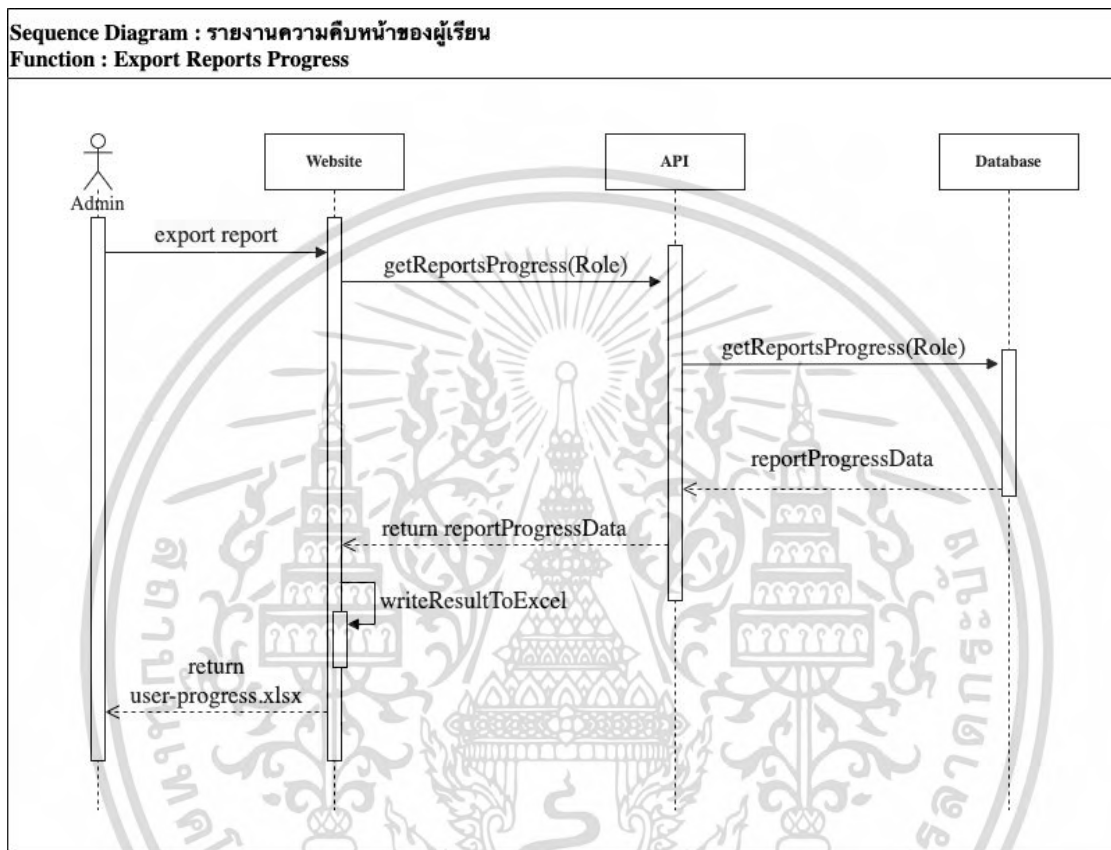 Sequence Diagram : รายงานความคืบหน้าของผู้เรียน
Function : Export Reports Progress
Website
API
Database
Admin
export report
getReportsProgress(Role)
getReportsProgress(Role)
reportProgressData
return reportProgressData
writeResultToExcel
return
user-progress.xlsx